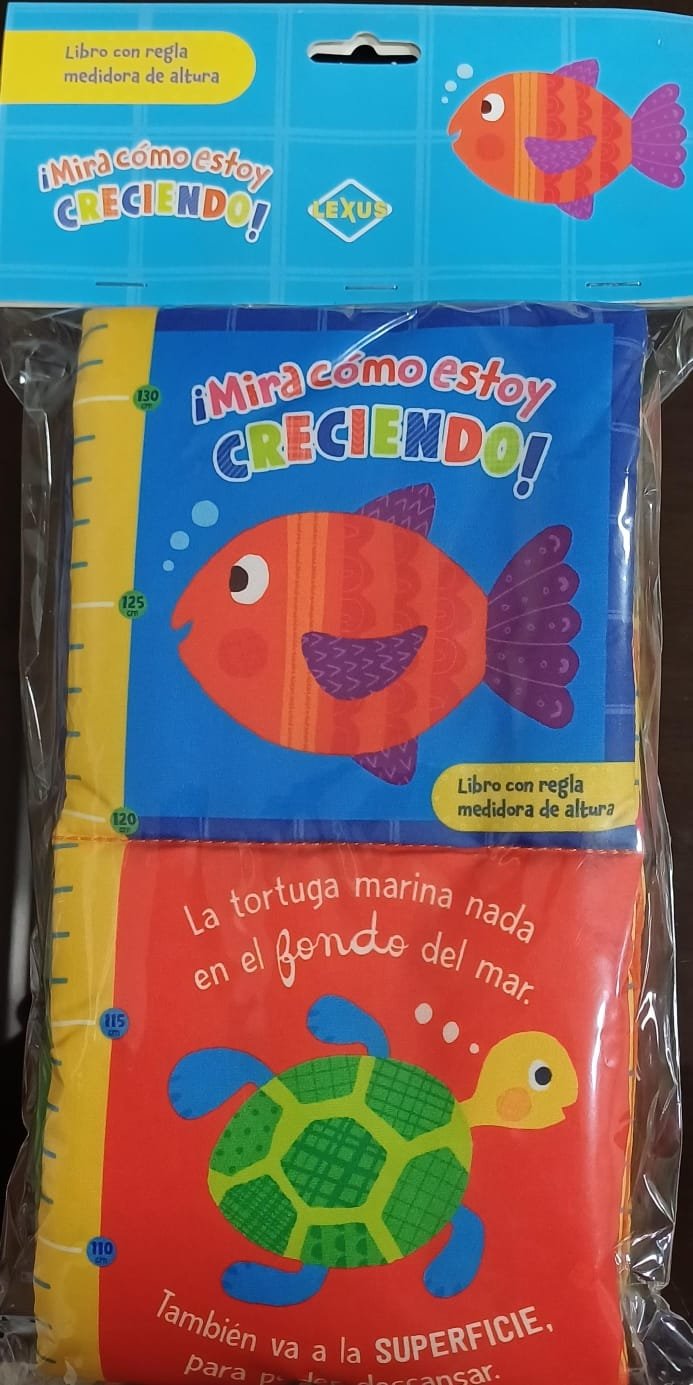 Libro con regla
medidora de altura
¡Mira cómo estoy
CRECIENDO!
LEXUS
130
cm
¡Mira cómo estoy
CRECIENDO!
125
cm
Libro con regla
medidora de altura
120
cm
La tortuga marina nada
en el fondo del mar.
115
cm
110
cm
También va a la SUPERFICIE,
para descansar.